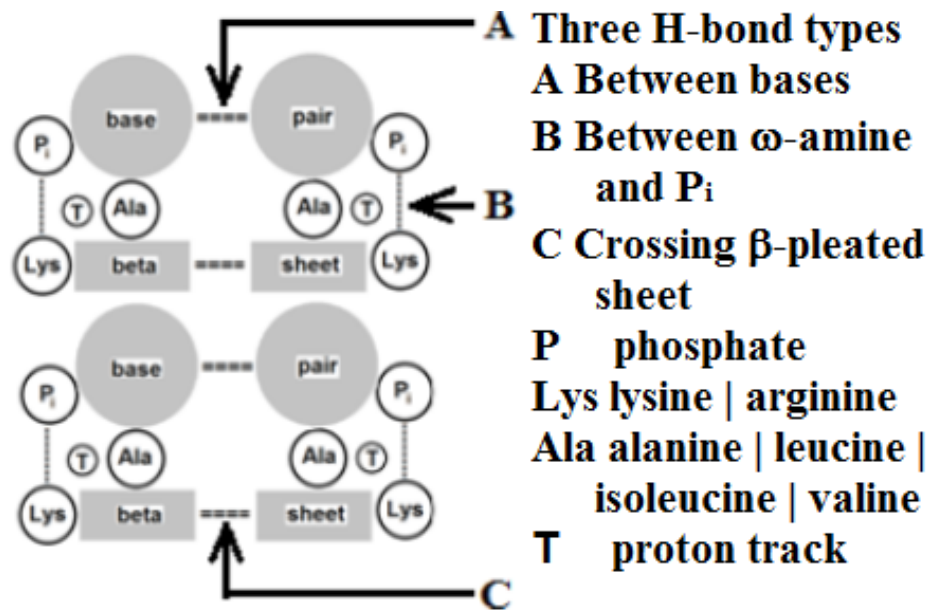 A Three H-bond types
A Between bases
base ==== pair
Pi Pi
B Between ω-amine
and Pi
T Ala Ala T
B
Lys beta ==== sheet Lys
C Crossing β-pleated
sheet
base ==== pair
P phosphate
Pi Pi
Lys lysine | arginine
T Ala Ala T
Ala alanine | leucine |
isoleucine | valine
Lys beta ==== sheet Lys
T proton track
C